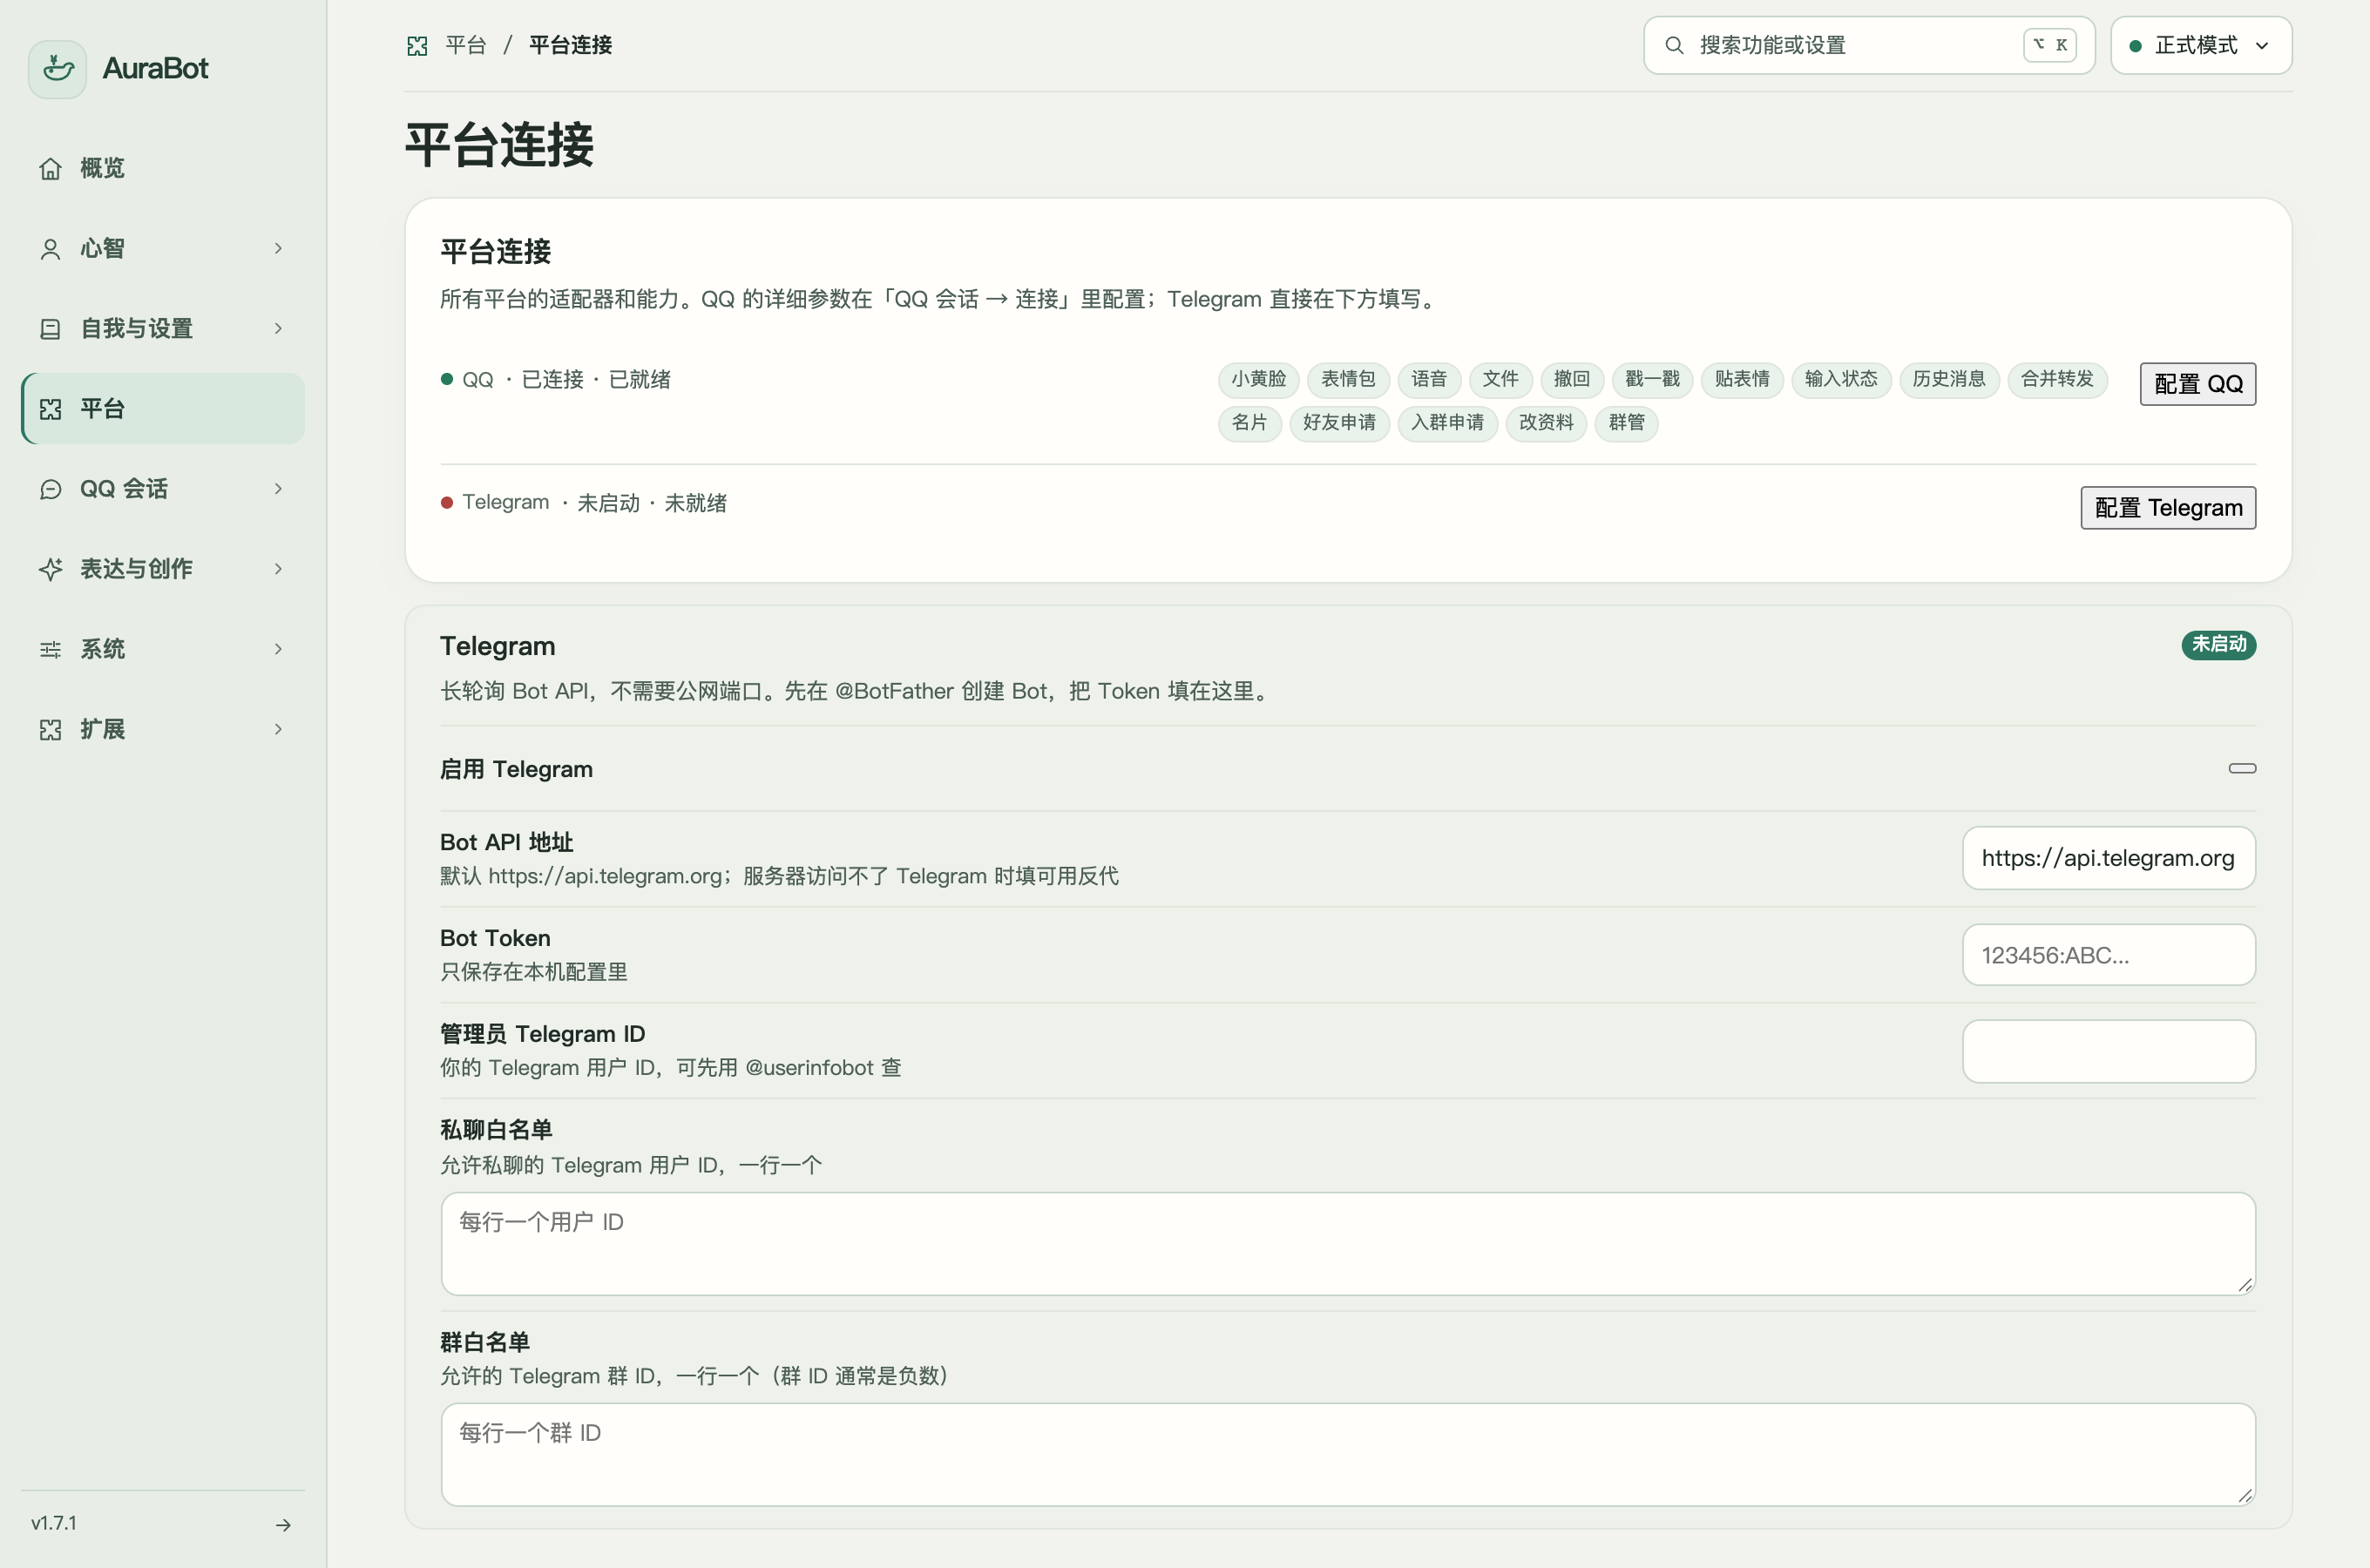 AuraBot
概览
心智
自我与设置
平台
QQ 会话
表达与创作
系统
扩展
v1.7.1
平台 / 平台连接
搜索功能或设置 ⌥ K
正式模式
平台连接
平台连接
所有平台的适配器和能力。QQ 的详细参数在「QQ 会话 → 连接」里配置；Telegram 直接在下方填写。
QQ · 已连接 · 已就绪
小黄脸 表情包 语音 文件 撤回 戳一戳 贴表情 输入状态 历史消息 合并转发
名片 好友申请 入群申请 改资料 群管
配置 QQ
Telegram · 未启动 · 未就绪
配置 Telegram
Telegram
未启动
长轮询 Bot API，不需要公网端口。先在 @BotFather 创建 Bot，把 Token 填在这里。
启用 Telegram
Bot API 地址
默认 https://api.telegram.org；服务器访问不了 Telegram 时填可用反代
https://api.telegram.org
Bot Token
只保存在本机配置里
123456:ABC...
管理员 Telegram ID
你的 Telegram 用户 ID，可先用 @userinfobot 查
私聊白名单
允许私聊的 Telegram 用户 ID，一行一个
每行一个用户 ID
群白名单
允许的 Telegram 群 ID，一行一个（群 ID 通常是负数）
每行一个群 ID